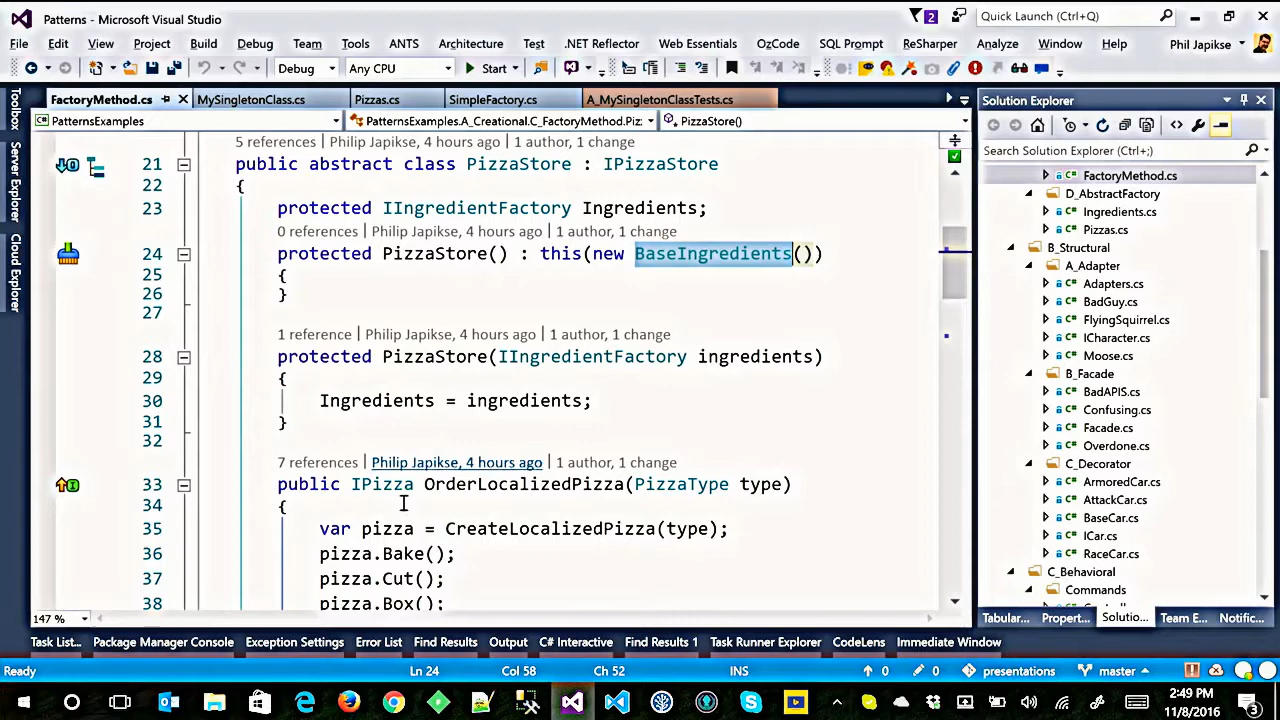 Patterns - Microsoft Visual Studio
2
Quick Launch (Ctrl+Q)
File Edit View Project Build Debug Team Tools ANTS Architecture Test .NET Reflector Web Essentials OzCode SQL Prompt ReSharper Analyze Window Help Phil Japikse
Debug Any CPU Start
FactoryMethod.cs MySingletonClass.cs Pizzas.cs SimpleFactory.cs A_MySingletonClassTests.cs
PatternsExamples PatternsExamples.A_Creational.C_FactoryMethod.Piz: PizzaStore()
Toolbox
Server Explorer
Cloud Explorer
5 references | Philip Japikse, 4 hours ago | 1 author, 1 change
21 public abstract class PizzaStore : IPizzaStore
22 {
23 protected IIngredientFactory Ingredients;
0 references | Philip Japikse, 4 hours ago | 1 author, 1 change
24 protected PizzaStore() : this(new BaseIngredients())
25 {
26 }
27
1 reference | Philip Japikse, 4 hours ago | 1 author, 1 change
28 protected PizzaStore(IIngredientFactory ingredients)
29 {
30 Ingredients = ingredients;
31 }
32
7 references | Philip Japikse, 4 hours ago | 1 author, 1 change
33 public IPizza OrderLocalizedPizza(PizzaType type)
34 {
35 var pizza = CreateLocalizedPizza(type);
36 pizza.Bake();
37 pizza.Cut();
38 pizza.Box();
147 %
Solution Explorer
Search Solution Explorer (Ctrl+;)
FactoryMethod.cs
D_AbstractFactory
Ingredients.cs
Pizzas.cs
B_Structural
A_Adapter
Adapters.cs
BadGuy.cs
FlyingSquirrel.cs
ICharacter.cs
Moose.cs
B_Facade
BadAPIS.cs
Confusing.cs
Facade.cs
Overdone.cs
C_Decorator
ArmoredCar.cs
AttackCar.cs
BaseCar.cs
ICar.cs
RaceCar.cs
C_Behavioral
Commands
Tabular... Propert... Solutio... Team E... Notific...
Task List... Package Manager Console Exception Settings Error List Find Results Output C# Interactive Find Results 1 Task Runner Explorer CodeLens Immediate Window
Ready Ln 24 Col 58 Ch 52 INS 0 0 presentations master
2:49 PM
11/8/2016
3